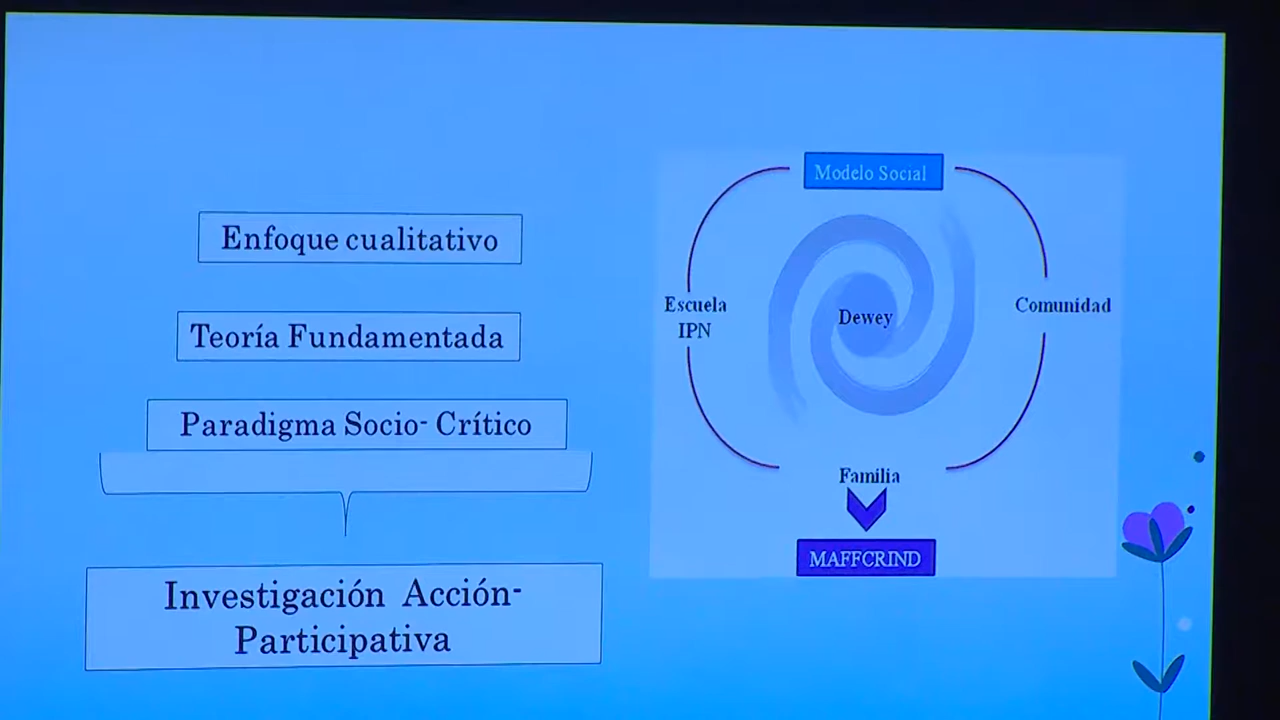 Enfoque cualitativo
Teoría Fundamentada
Paradigma Socio- Crítico
Investigación Acción-
Participativa
Modelo Social
Escuela
IPN
Dewey
Comunidad
Familia
MAFFCRIND